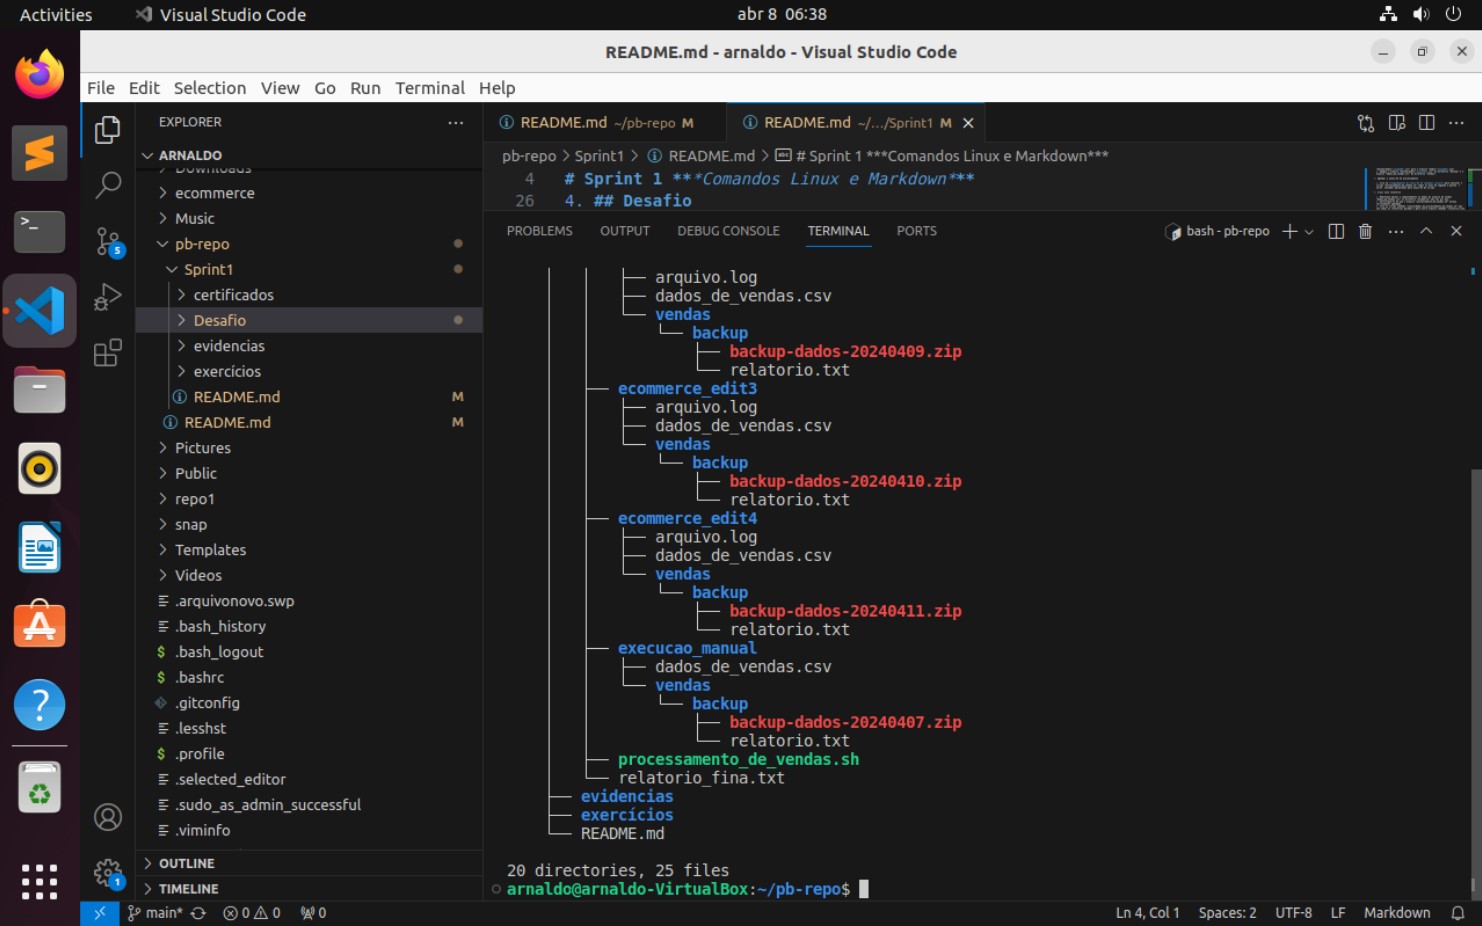 Activities
Visual Studio Code
abr 8 06:38
README.md - arnaldo - Visual Studio Code
File Edit Selection View Go Run Terminal Help
EXPLORER
ARNALDO
Downloads
ecommerce
Music
pb-repo
Sprint1
certificados
Desafio
evidencias
exercícios
README.md M
README.md M
Pictures
Public
repo1
snap
Templates
Videos
.arquivonovo.swp
.bash_history
.bash_logout
.bashrc
.gitconfig
.lesshst
.profile
.selected_editor
.sudo_as_admin_successful
.viminfo
OUTLINE
TIMELINE
5
1
README.md ~/pb-repo M
README.md ~/.../Sprint1 M
pb-repo > Sprint1 > README.md > # Sprint 1 ***Comandos Linux e Markdown***
4 # Sprint 1 ***Comandos Linux e Markdown***
26 4. ## Desafio
PROBLEMS OUTPUT DEBUG CONSOLE TERMINAL PORTS
bash - pb-repo
arquivo.log
dados_de_vendas.csv
vendas
backup
backup-dados-20240409.zip
relatorio.txt
ecommerce_edit3
arquivo.log
dados_de_vendas.csv
vendas
backup
backup-dados-20240410.zip
relatorio.txt
ecommerce_edit4
arquivo.log
dados_de_vendas.csv
vendas
backup
backup-dados-20240411.zip
relatorio.txt
execucao_manual
dados_de_vendas.csv
vendas
backup
backup-dados-20240407.zip
relatorio.txt
processamento_de_vendas.sh
relatorio_fina.txt
evidencias
exercícios
README.md
20 directories, 25 files
arnaldo@arnaldo-VirtualBox:~/pb-repo$
main* 0 0 0
Ln 4, Col 1 Spaces: 2 UTF-8 LF Markdown